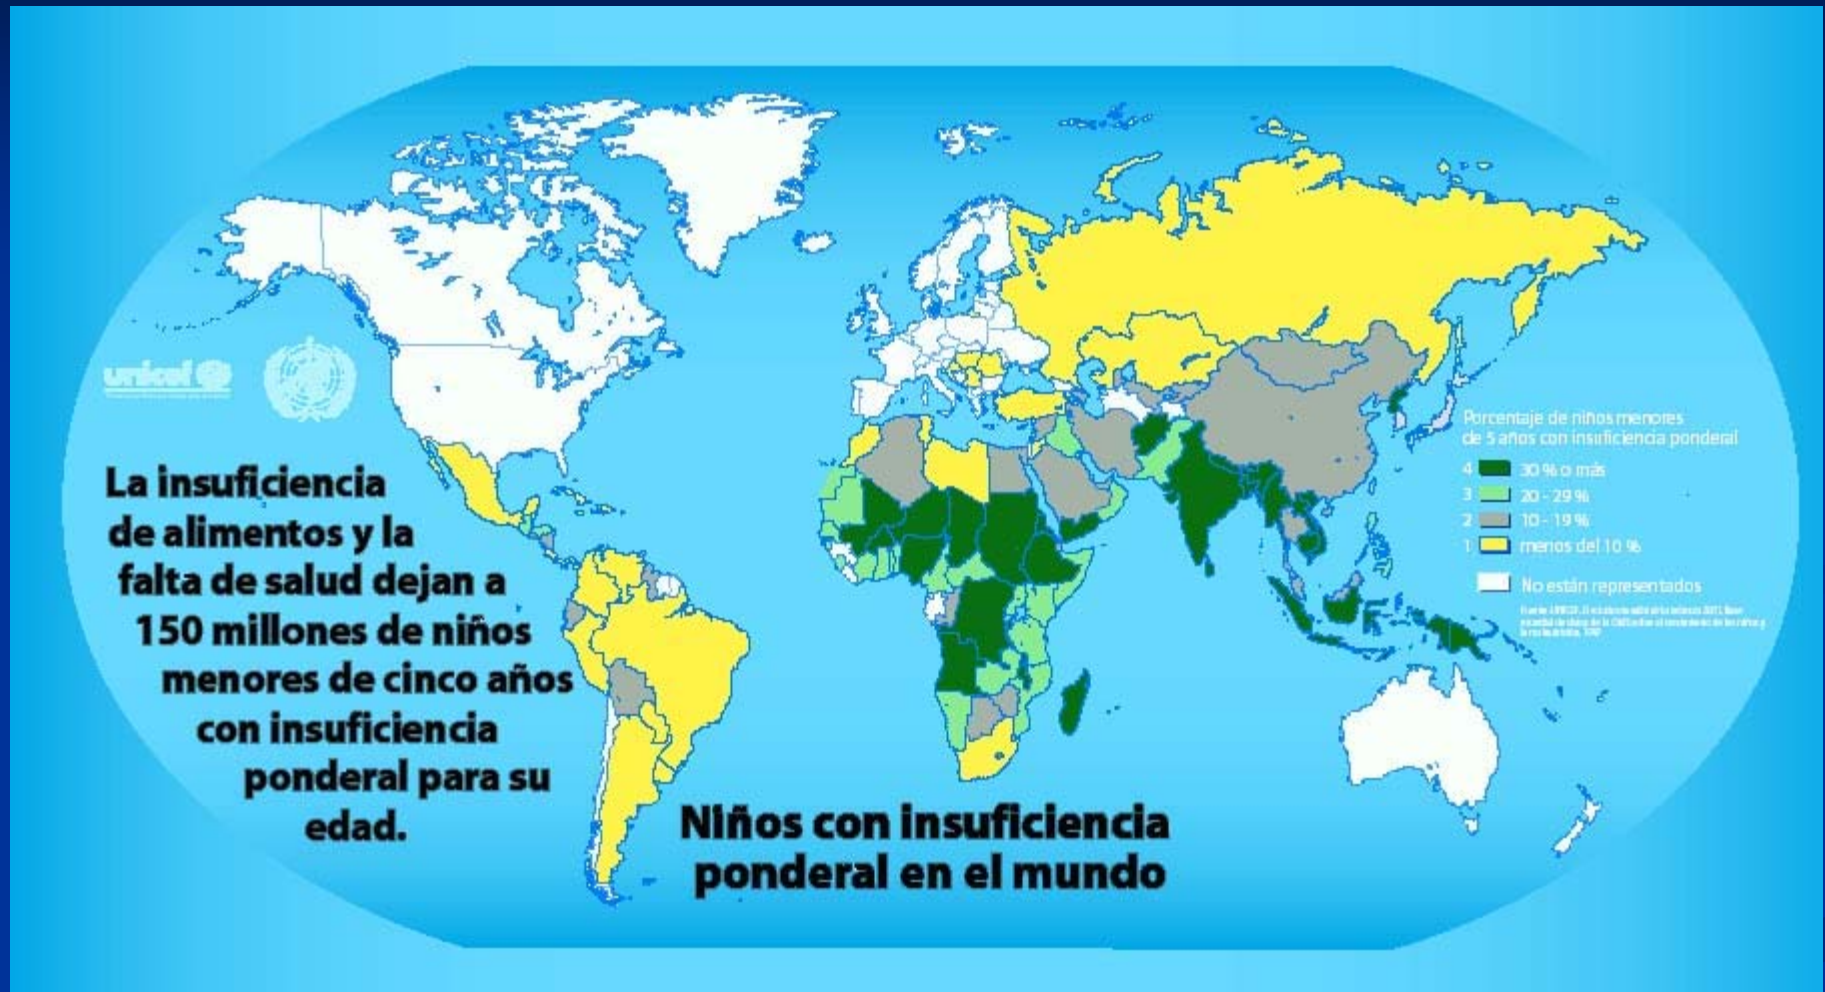 unicef
La insuficiencia
de alimentos y la
falta de salud dejan a
150 millones de niños
menores de cinco años
con insuficiencia
ponderal para su
edad.
Niños con insuficiencia
ponderal en el mundo
Porcentaje de niños menores
de 5 años con insuficiencia ponderal
4 30 % o más
3 20 - 29 %
2 10 - 19 %
1 menos del 10 %
No están representados